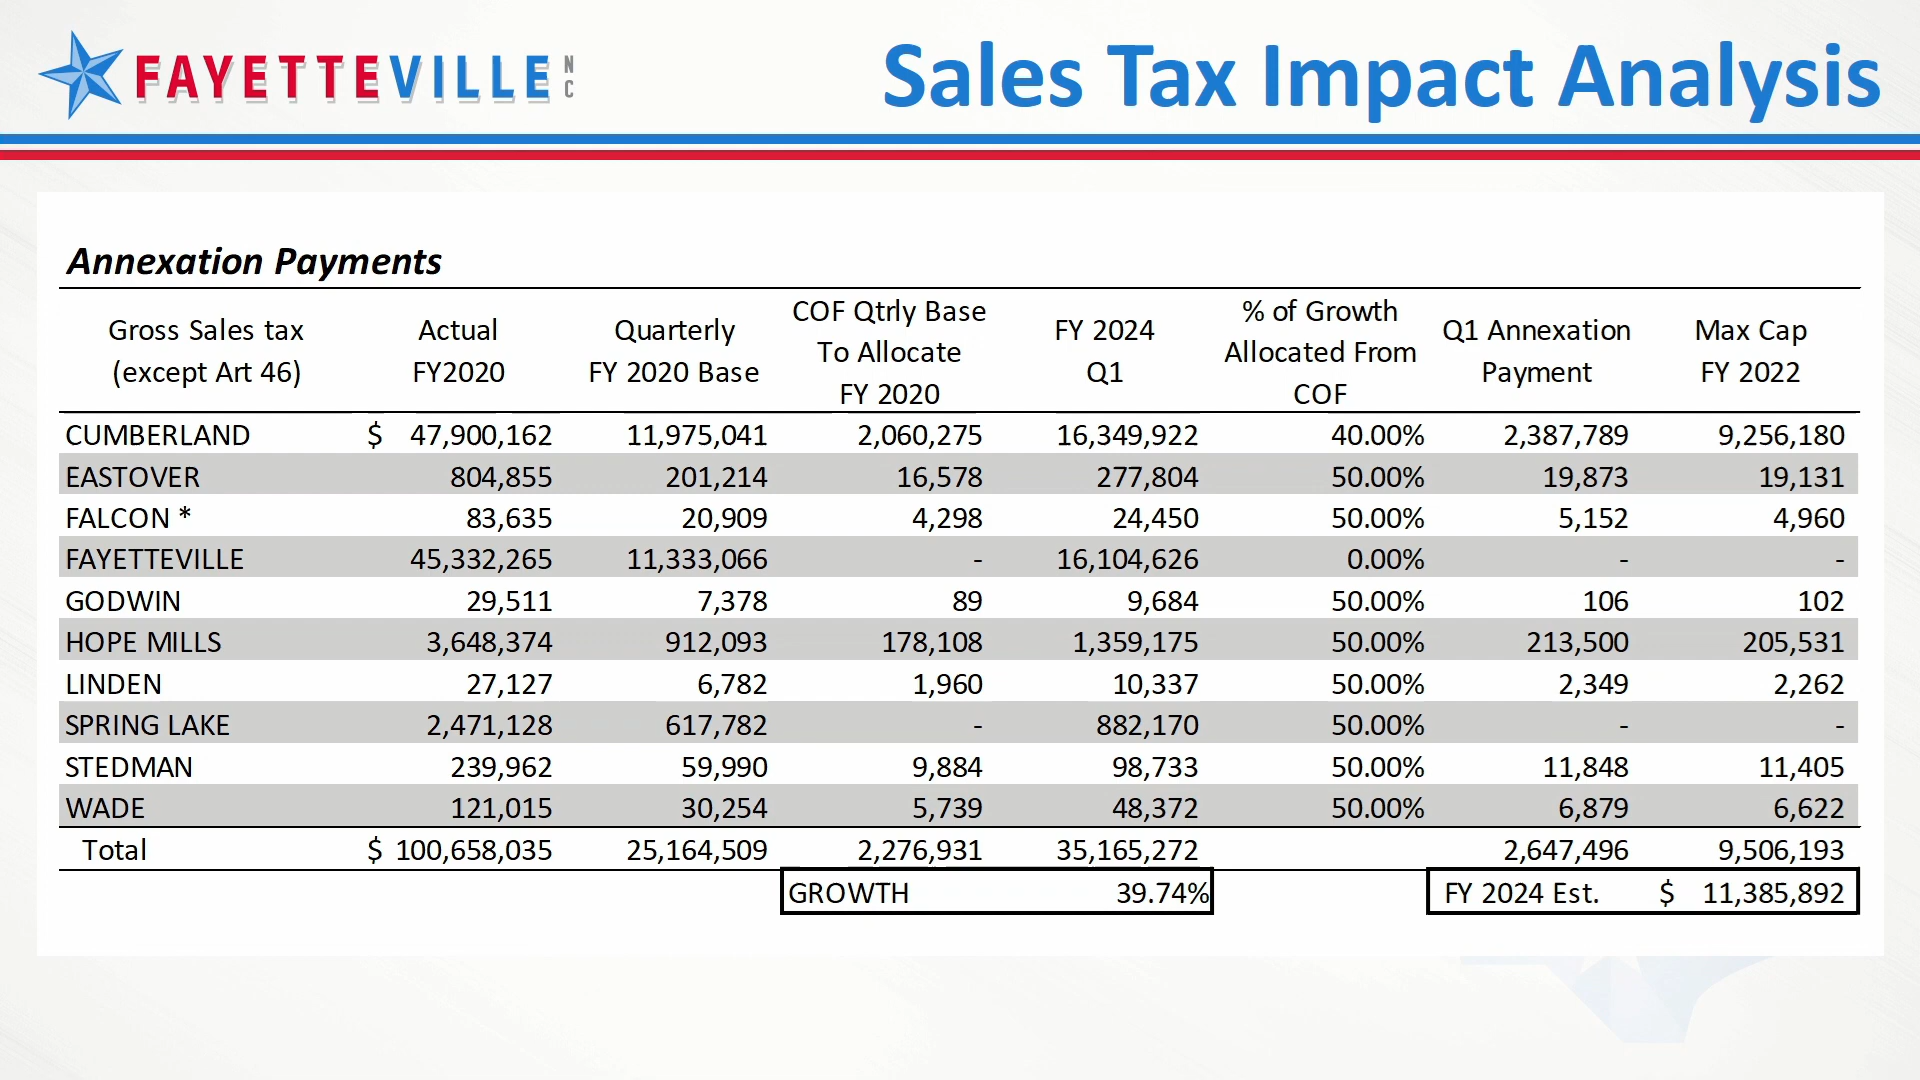 FAYETTEVILLE NC
Sales Tax Impact Analysis
Annexation Payments
Gross Sales tax (except Art 46) Actual FY2020 Quarterly FY 2020 Base COF Qtrly Base To Allocate FY 2020 FY 2024 Q1 % of Growth Allocated From COF Q1 Annexation Payment Max Cap FY 2022
CUMBERLAND $ 47,900,162 11,975,041 2,060,275 16,349,922 40.00% 2,387,789 9,256,180
EASTOVER 804,855 201,214 16,578 277,804 50.00% 19,873 19,131
FALCON * 83,635 20,909 4,298 24,450 50.00% 5,152 4,960
FAYETTEVILLE 45,332,265 11,333,066 - 16,104,626 0.00% - -
GODWIN 29,511 7,378 89 9,684 50.00% 106 102
HOPE MILLS 3,648,374 912,093 178,108 1,359,175 50.00% 213,500 205,531
LINDEN 27,127 6,782 1,960 10,337 50.00% 2,349 2,262
SPRING LAKE 2,471,128 617,782 - 882,170 50.00% - -
STEDMAN 239,962 59,990 9,884 98,733 50.00% 11,848 11,405
WADE 121,015 30,254 5,739 48,372 50.00% 6,879 6,622
Total $ 100,658,035 25,164,509 2,276,931 35,165,272 2,647,496 9,506,193
GROWTH 39.74% FY 2024 Est. $ 11,385,892